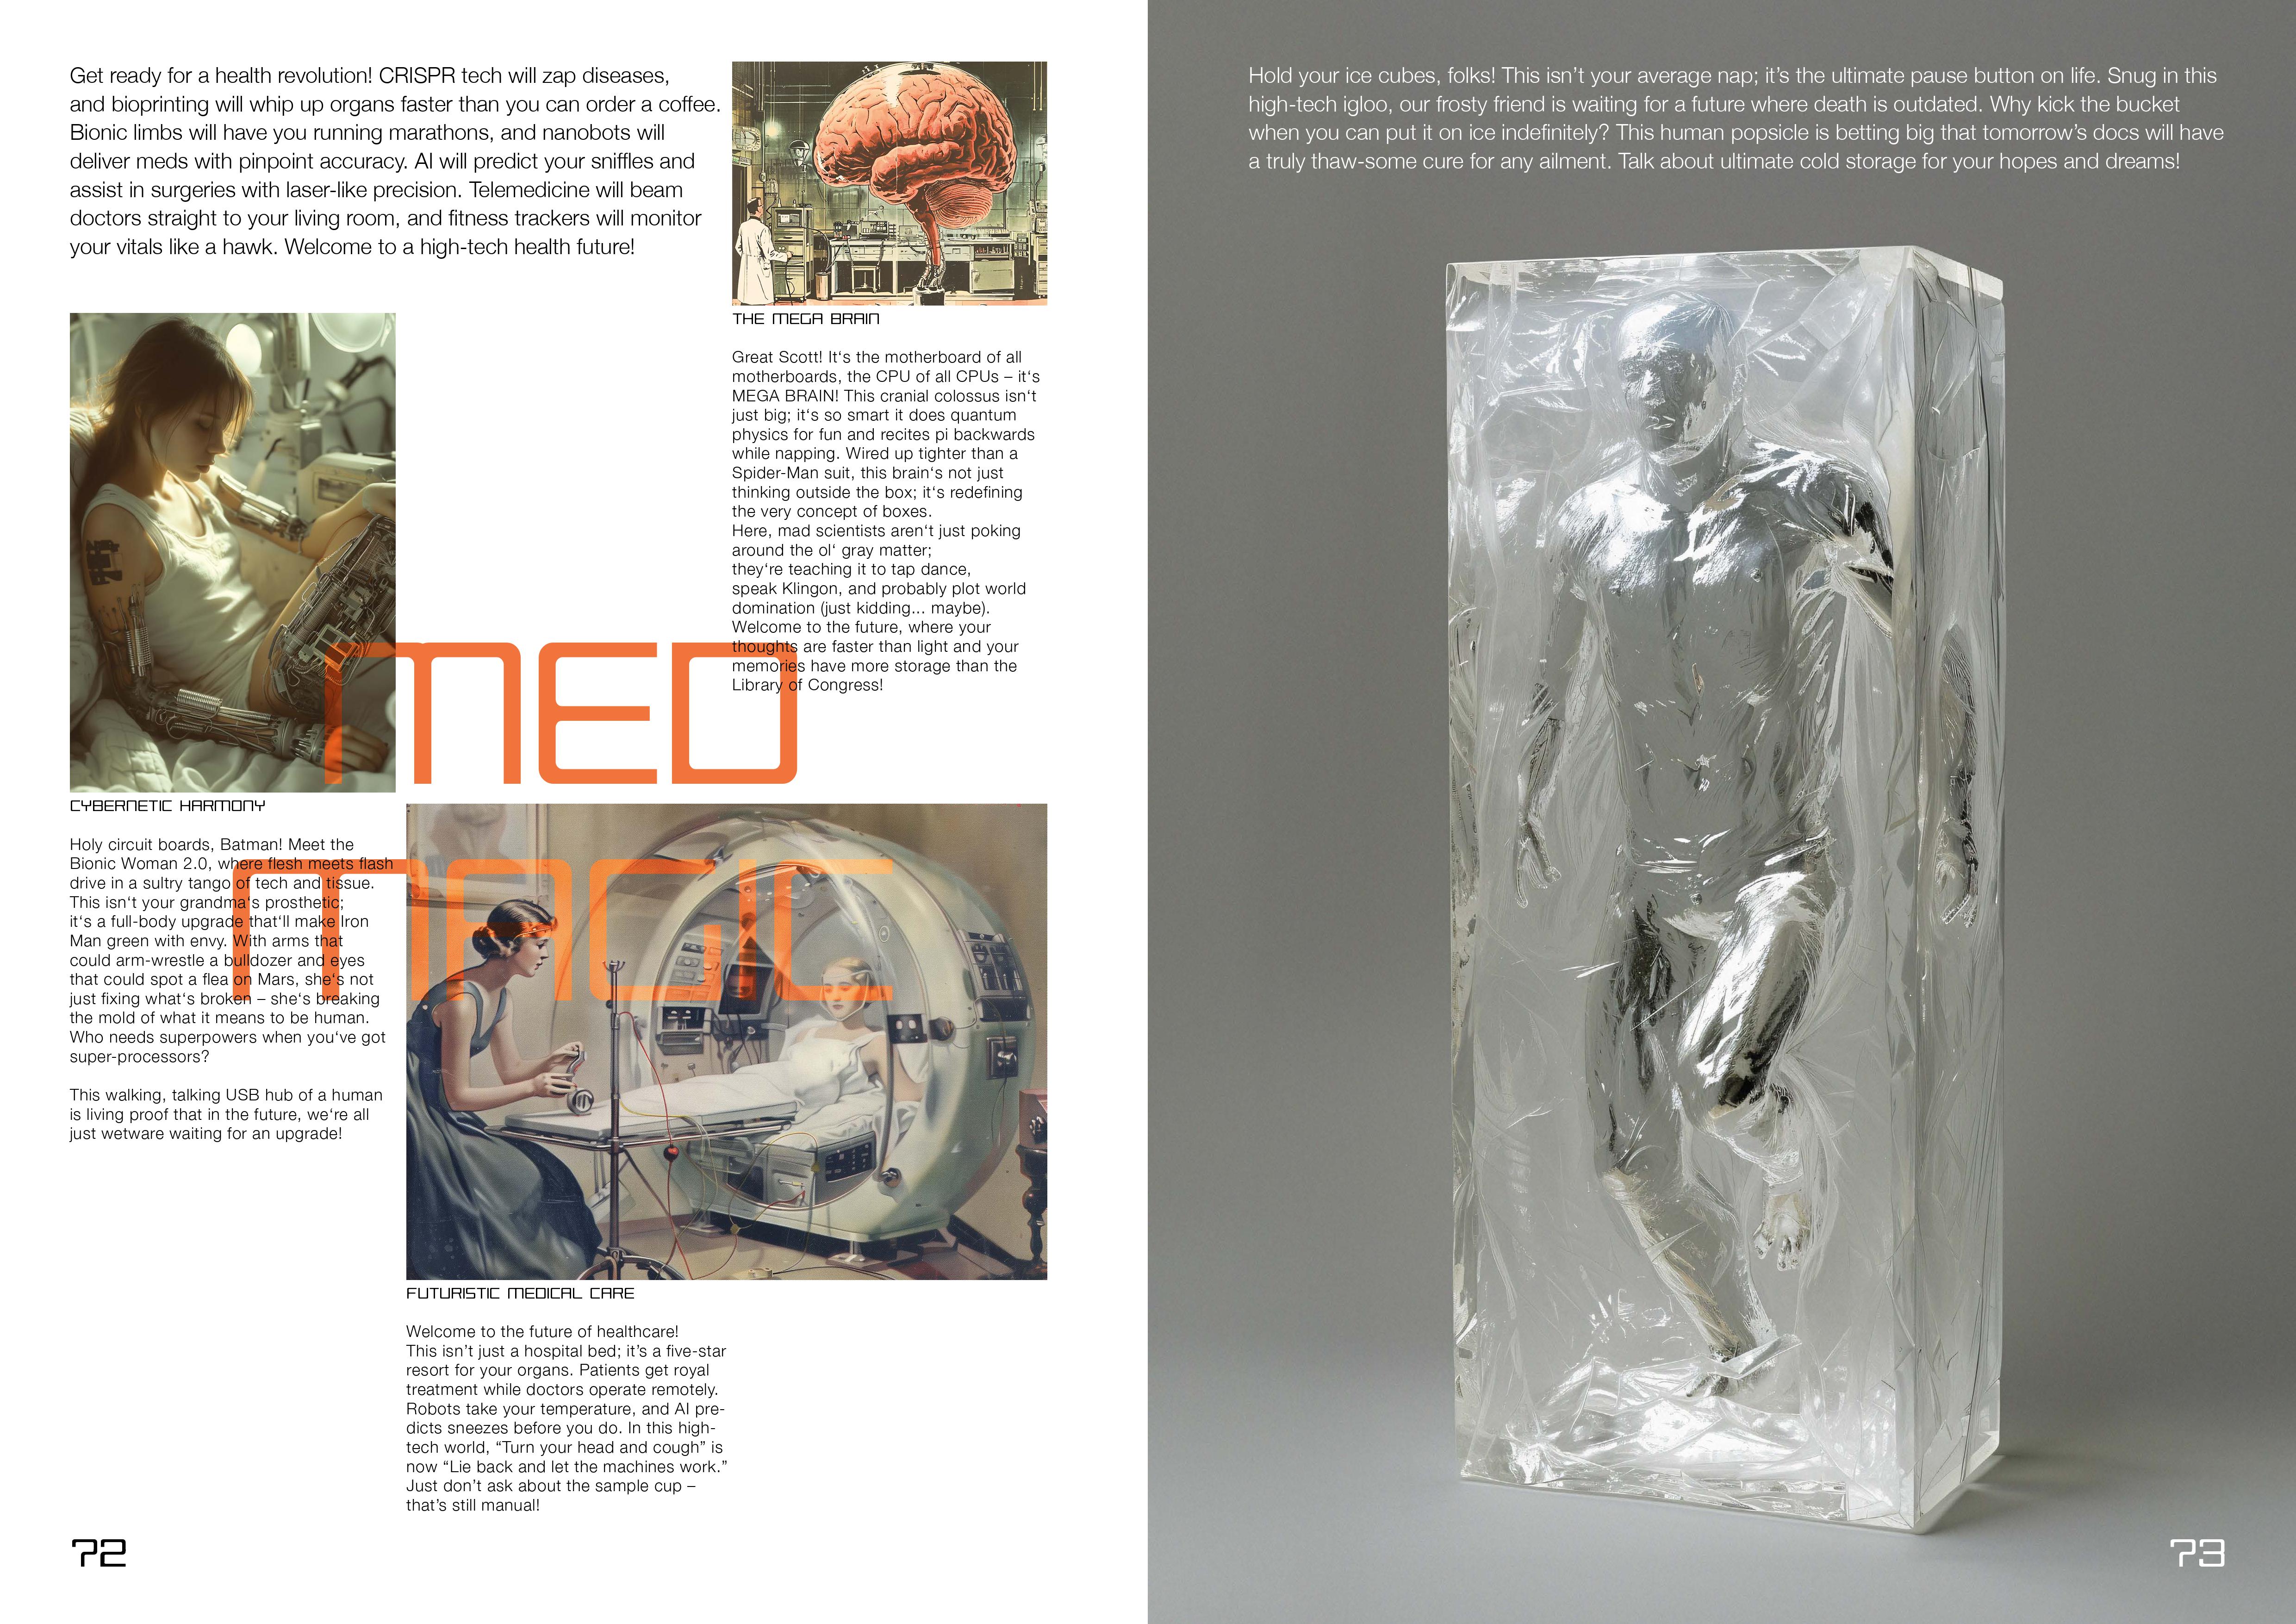 Get ready for a health revolution! CRISPR tech will zap diseases,
and bioprinting will whip up organs faster than you can order a coffee.
Bionic limbs will have you running marathons, and nanobots will
deliver meds with pinpoint accuracy. AI will predict your sniffles and
assist in surgeries with laser-like precision. Telemedicine will beam
doctors straight to your living room, and fitness trackers will monitor
your vitals like a hawk. Welcome to a high-tech health future!
THE MEGA BRAIN
Great Scott! It‘s the motherboard of all
motherboards, the CPU of all CPUs – it‘s
MEGA BRAIN! This cranial colossus isn‘t
just big; it‘s so smart it does quantum
physics for fun and recites pi backwards
while napping. Wired up tighter than a
Spider-Man suit, this brain‘s not just
thinking outside the box; it‘s redefining
the very concept of boxes.
Here, mad scientists aren‘t just poking
around the ol‘ gray matter;
they‘re teaching it to tap dance,
speak Klingon, and probably plot world
domination (just kidding... maybe).
Welcome to the future, where your
thoughts are faster than light and your
memories have more storage than the
Library of Congress!
MED
MAGIC
CYBERNETIC HARMONY
Holy circuit boards, Batman! Meet the
Bionic Woman 2.0, where flesh meets flash
drive in a sultry tango of tech and tissue.
This isn‘t your grandma‘s prosthetic;
it‘s a full-body upgrade that‘ll make Iron
Man green with envy. With arms that
could arm-wrestle a bulldozer and eyes
that could spot a flea on Mars, she‘s not
just fixing what‘s broken – she‘s breaking
the mold of what it means to be human.
Who needs superpowers when you‘ve got
super-processors?
This walking, talking USB hub of a human
is living proof that in the future, we‘re all
just wetware waiting for an upgrade!
FUTURISTIC MEDICAL CARE
Welcome to the future of healthcare!
This isn’t just a hospital bed; it’s a five-star
resort for your organs. Patients get royal
treatment while doctors operate remotely.
Robots take your temperature, and AI pre-
dicts sneezes before you do. In this high-
tech world, “Turn your head and cough” is
now “Lie back and let the machines work.”
Just don’t ask about the sample cup –
that’s still manual!
72
Hold your ice cubes, folks! This isn’t your average nap; it’s the ultimate pause button on life. Snug in this
high-tech igloo, our frosty friend is waiting for a future where death is outdated. Why kick the bucket
when you can put it on ice indefinitely? This human popsicle is betting big that tomorrow’s docs will have
a truly thaw-some cure for any ailment. Talk about ultimate cold storage for your hopes and dreams!
73